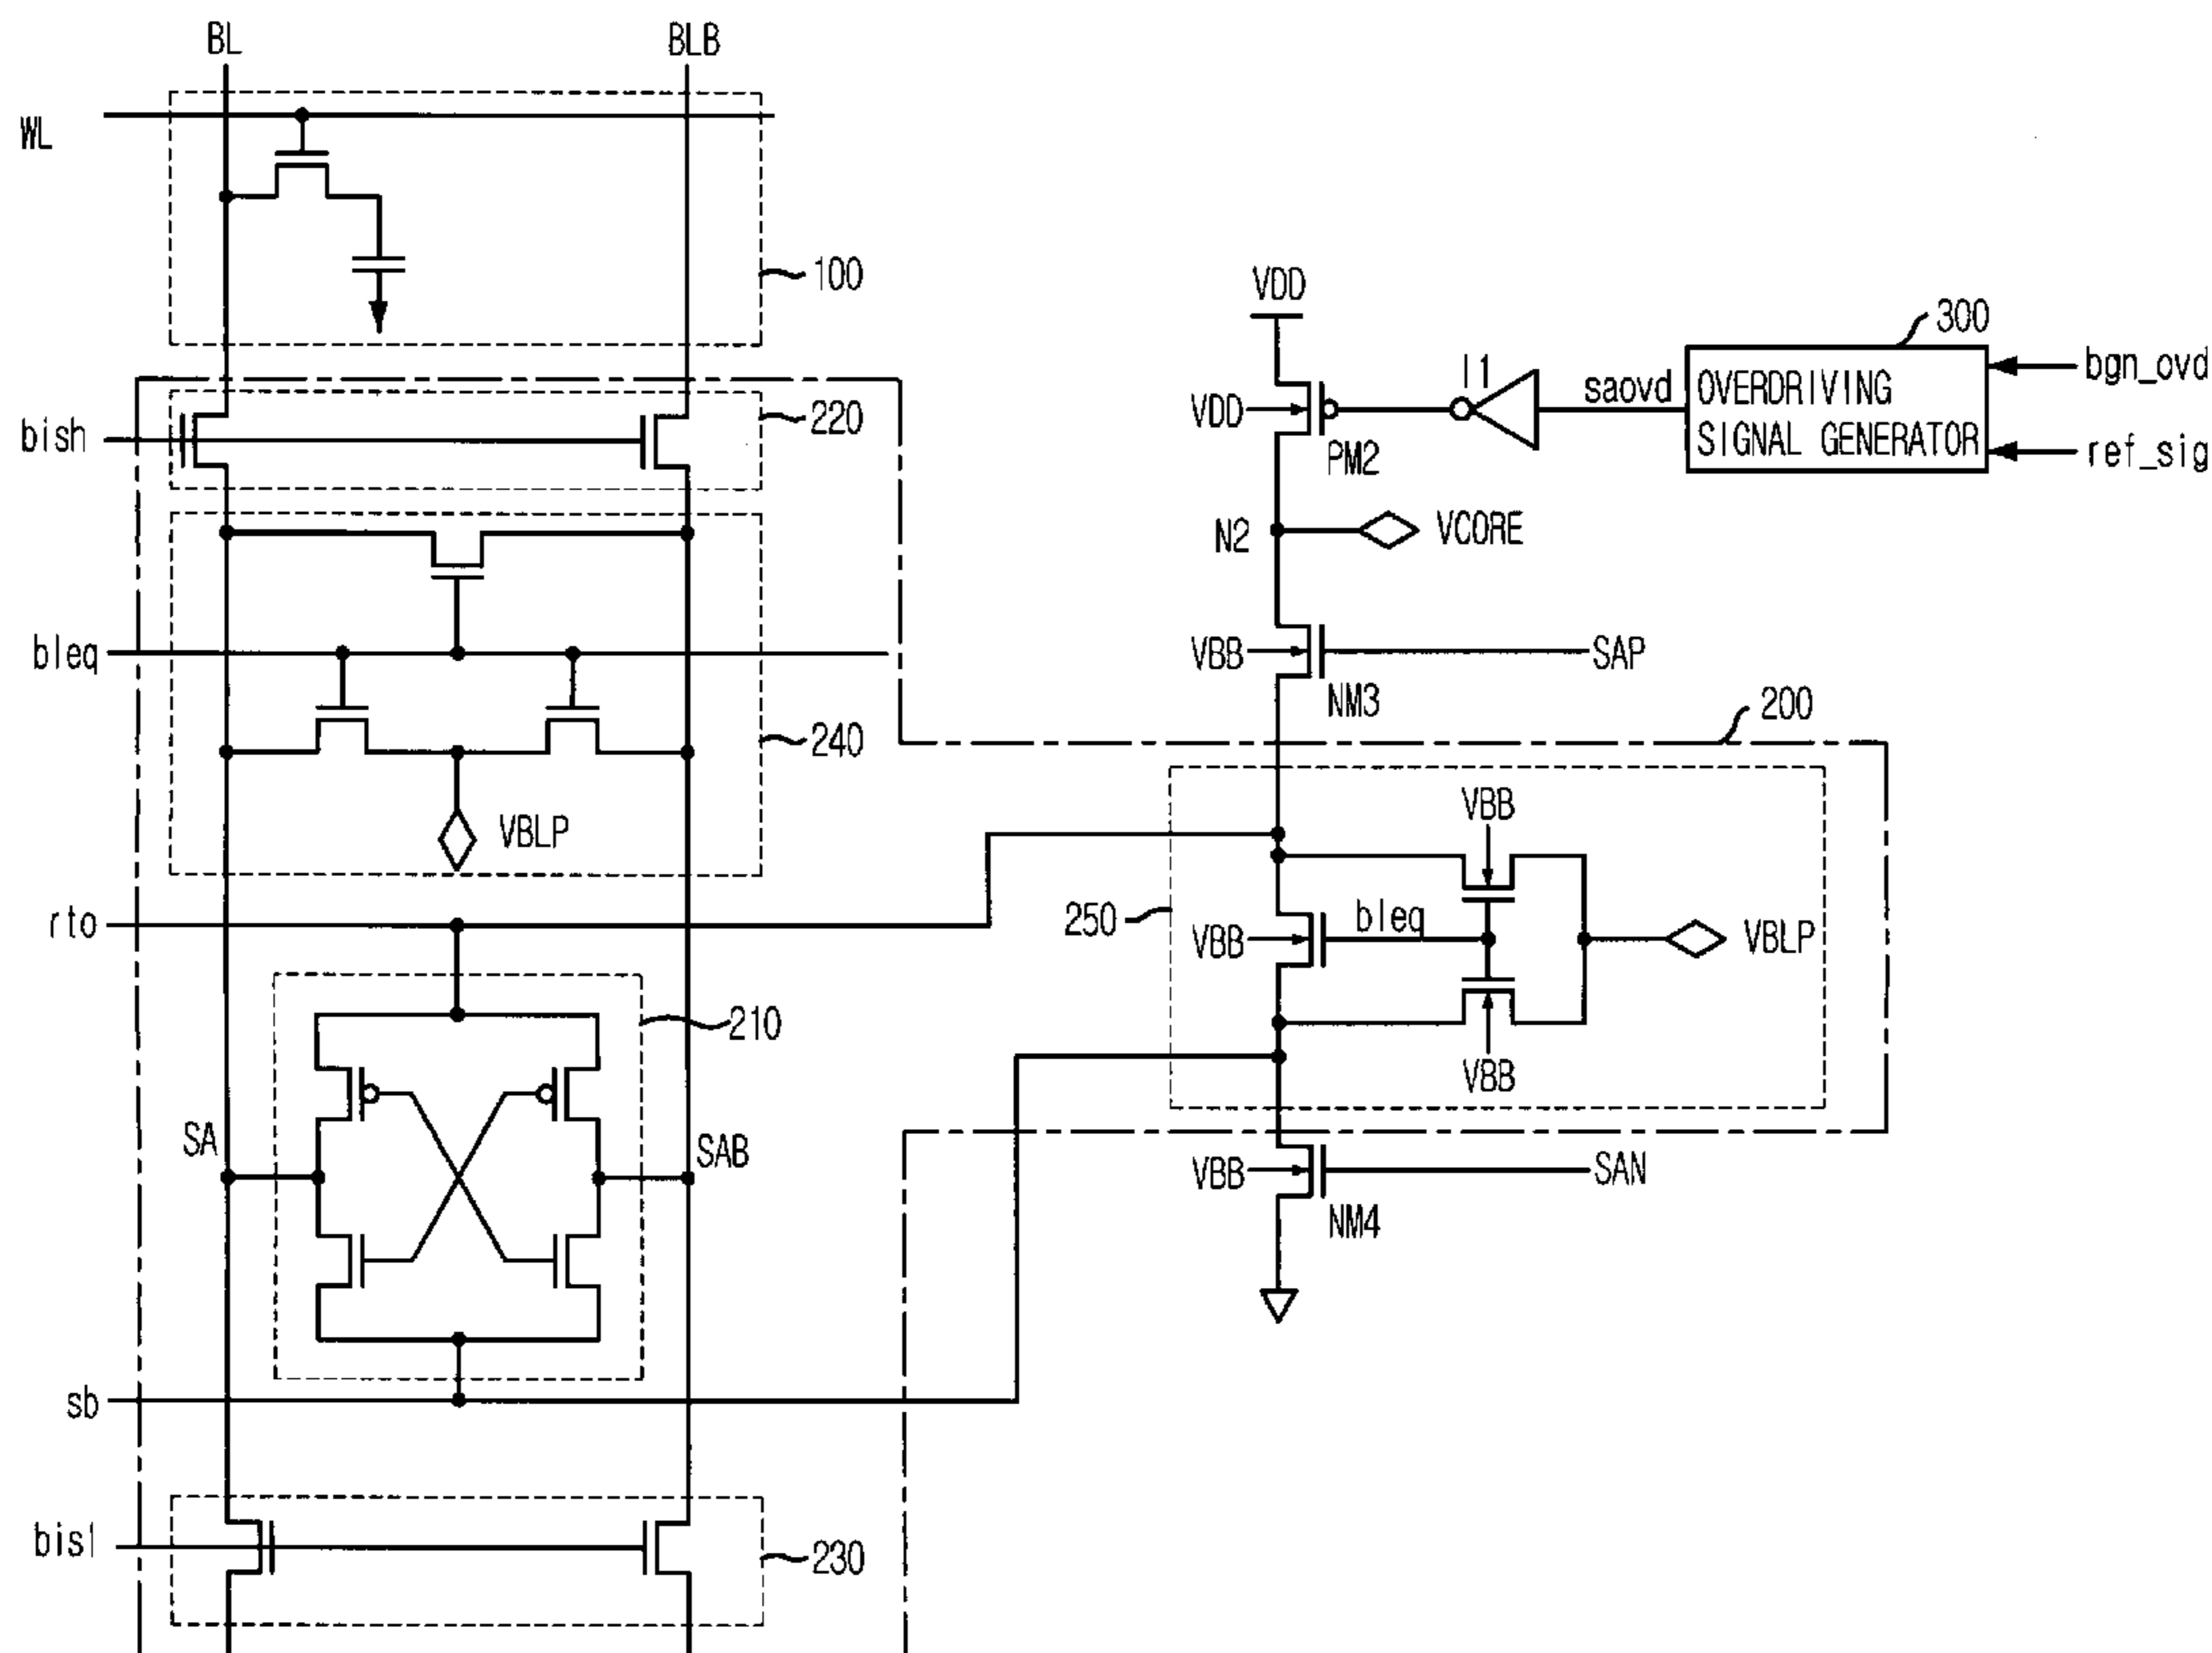 BL
BLB
WL
100
VDD
300
I1
saovd
OVERDRIVING
SIGNAL GENERATOR
bgn_ovd
ref_sig
bish
220
VDD
PM2
N2
VCORE
bleq
VBB
SAP
NM3
200
240
VBLP
VBB
rto
250
VBB
bleq
VBLP
210
VBB
SA
SAB
VBB
SAN
NM4
sb
bisl
230